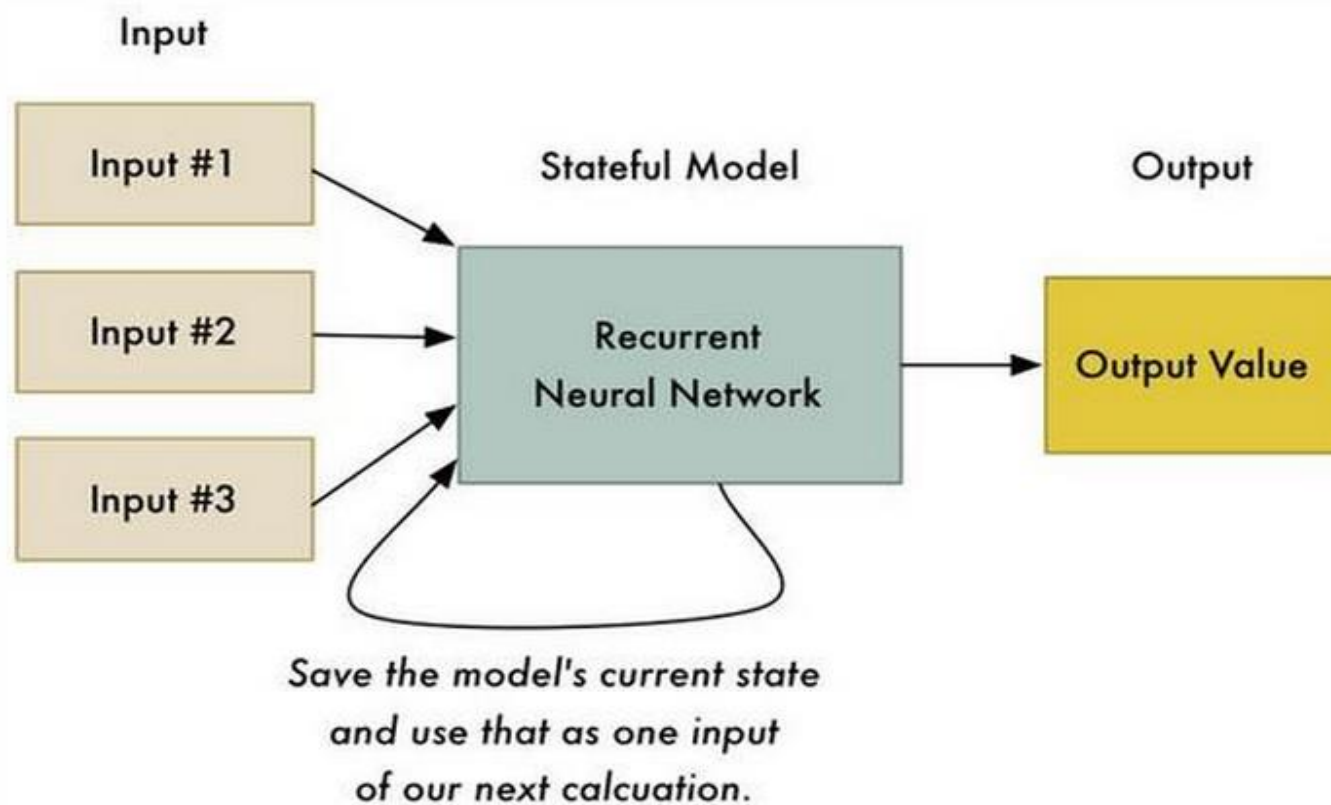 Input
Input #1
Stateful Model
Output
Input #2
Recurrent
Neural Network
Output Value
Input #3
Save the model's current state
and use that as one input
of our next calcuation.